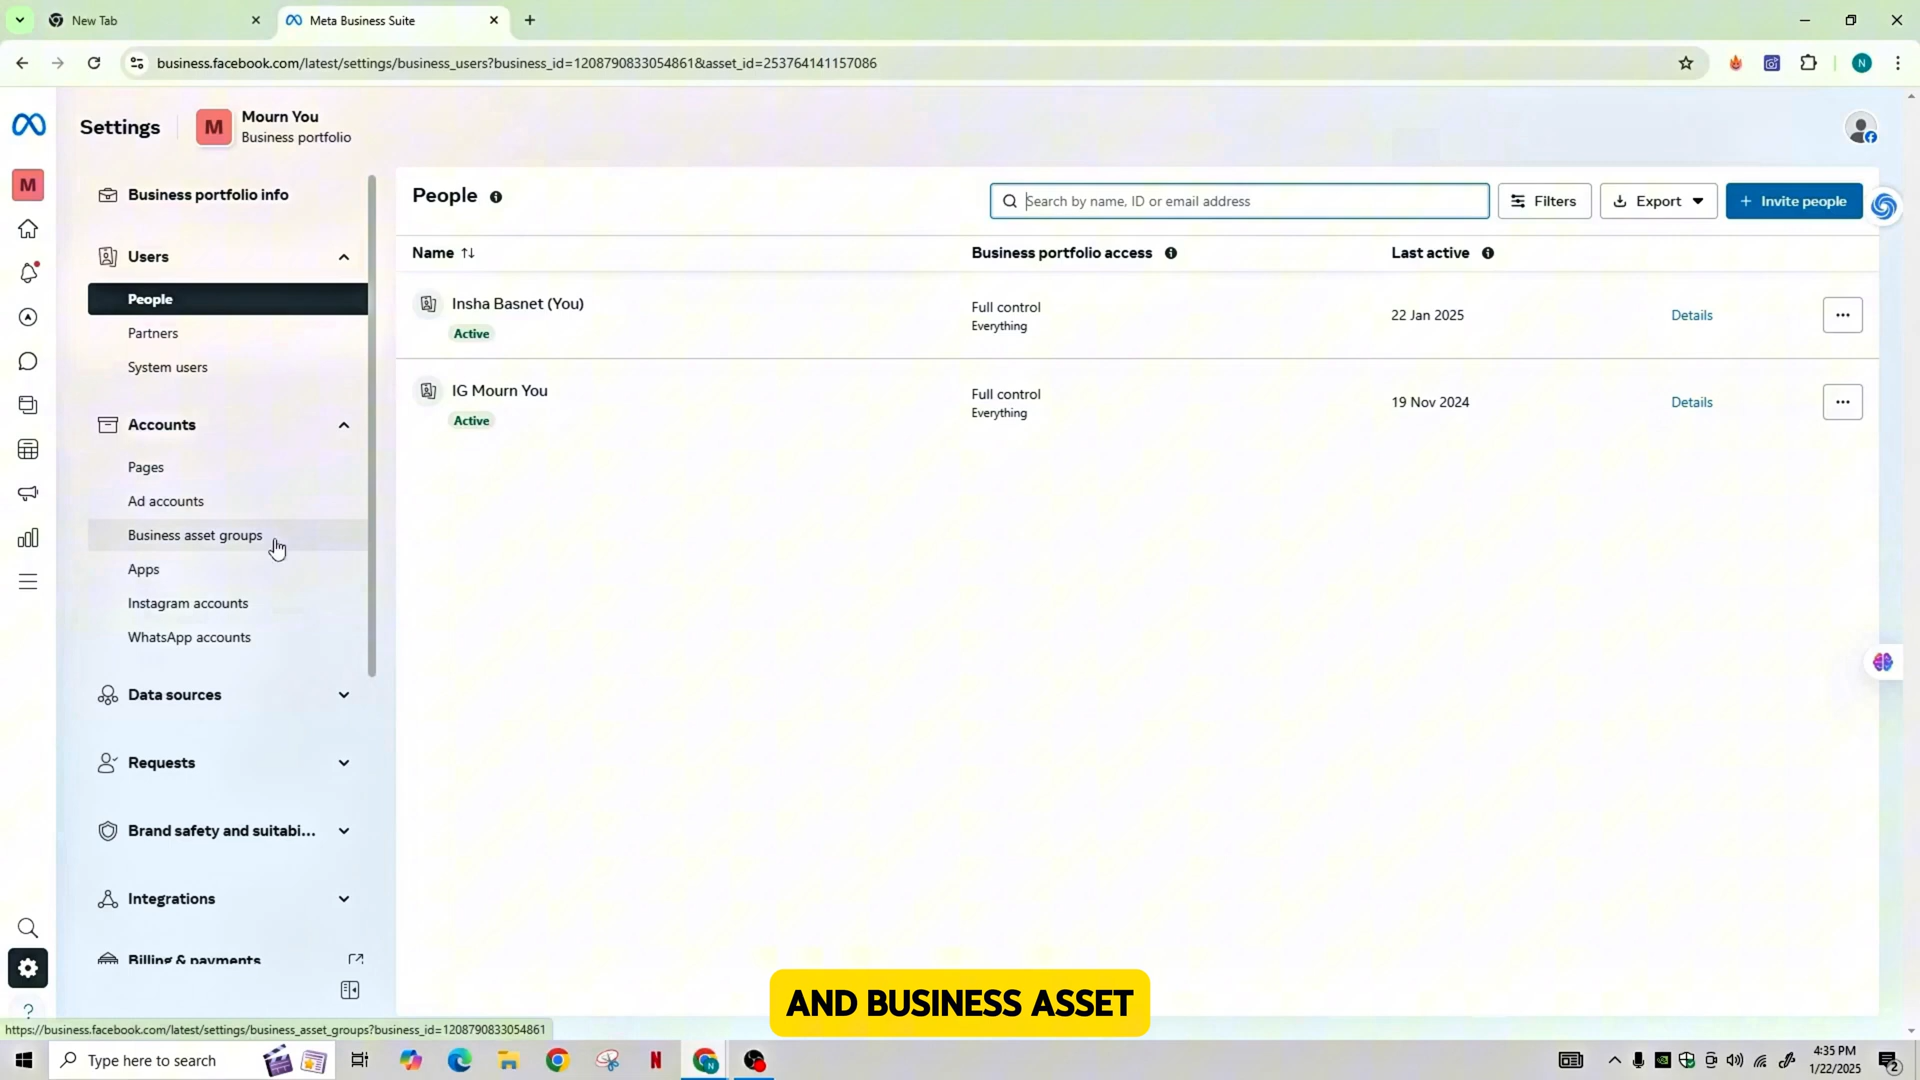 New Tab
Meta Business Suite
business.facebook.com/latest/settings/business_users?business_id=1208790833054861&asset_id=253764141157086
N
Settings
M
Mourn You
Business portfolio
M
Business portfolio info
Users
People
Partners
System users
Accounts
Pages
Ad accounts
Business asset groups
Apps
Instagram accounts
WhatsApp accounts
Data sources
Requests
Brand safety and suitabi...
Integrations
Billing & payments
People
Search by name, ID or email address
Filters
Export
+ Invite people
Name
Business portfolio access
Last active
Insha Basnet (You)
Active
Full control
Everything
22 Jan 2025
Details
IG Mourn You
Active
Full control
Everything
19 Nov 2024
Details
AND BUSINESS ASSET
https://business.facebook.com/latest/settings/business_asset_groups?business_id=1208790833054861
Type here to search
N
N
4:35 PM
1/22/2025
2